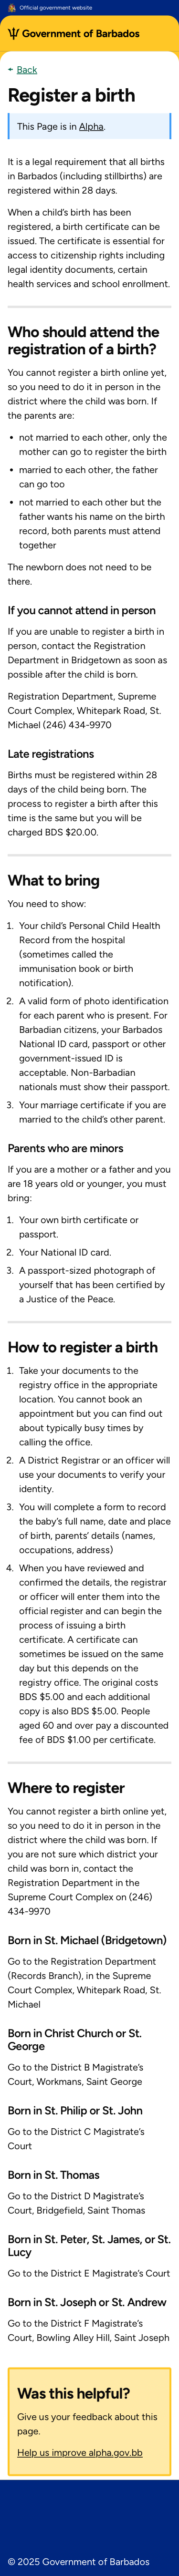 Official government website
Government of Barbados
← Back
Register a birth
This Page is in Alpha.
It is a legal requirement that all births
in Barbados (including stillbirths) are
registered within 28 days.
When a child’s birth has been
registered, a birth certificate can be
issued. The certificate is essential for
access to citizenship rights including
legal identity documents, certain
health services and school enrollment.
Who should attend the
registration of a birth?
You cannot register a birth online yet,
so you need to do it in person in the
district where the child was born. If
the parents are:
• not married to each other, only the
mother can go to register the birth
• married to each other, the father
can go too
• not married to each other but the
father wants his name on the birth
record, both parents must attend
together
The newborn does not need to be
there.
If you cannot attend in person
If you are unable to register a birth in
person, contact the Registration
Department in Bridgetown as soon as
possible after the child is born.
Registration Department, Supreme
Court Complex, Whitepark Road, St.
Michael (246) 434-9970
Late registrations
Births must be registered within 28
days of the child being born. The
process to register a birth after this
time is the same but you will be
charged BDS $20.00.
What to bring
You need to show:
1. Your child’s Personal Child Health
Record from the hospital
(sometimes called the
immunisation book or birth
notification).
2. A valid form of photo identification
for each parent who is present. For
Barbadian citizens, your Barbados
National ID card, passport or other
government-issued ID is
acceptable. Non-Barbadian
nationals must show their passport.
3. Your marriage certificate if you are
married to the child’s other parent.
Parents who are minors
If you are a mother or a father and you
are 18 years old or younger, you must
bring:
1. Your own birth certificate or
passport.
2. Your National ID card.
3. A passport-sized photograph of
yourself that has been certified by
a Justice of the Peace.
How to register a birth
1. Take your documents to the
registry office in the appropriate
location. You cannot book an
appointment but you can find out
about typically busy times by
calling the office.
2. A District Registrar or an officer will
use your documents to verify your
identity.
3. You will complete a form to record
the baby’s full name, date and place
of birth, parents’ details (names,
occupations, address)
4. When you have reviewed and
confirmed the details, the registrar
or officer will enter them into the
official register and can begin the
process of issuing a birth
certificate. A certificate can
sometimes be issued on the same
day but this depends on the
registry office. The original costs
BDS $5.00 and each additional
copy is also BDS $5.00. People
aged 60 and over pay a discounted
fee of BDS $1.00 per certificate.
Where to register
You cannot register a birth online yet,
so you need to do it in person in the
district where the child was born. If
you are not sure which district your
child was born in, contact the
Registration Department in the
Supreme Court Complex on (246)
434-9970
Born in St. Michael (Bridgetown)
Go to the Registration Department
(Records Branch), in the Supreme
Court Complex, Whitepark Road, St.
Michael
Born in Christ Church or St.
George
Go to the District B Magistrate’s
Court, Workmans, Saint George
Born in St. Philip or St. John
Go to the District C Magistrate’s
Court
Born in St. Thomas
Go to the District D Magistrate’s
Court, Bridgefield, Saint Thomas
Born in St. Peter, St. James, or St.
Lucy
Go to the District E Magistrate’s Court
Born in St. Joseph or St. Andrew
Go to the District F Magistrate’s
Court, Bowling Alley Hill, Saint Joseph
Was this helpful?
Give us your feedback about this
page.
Help us improve alpha.gov.bb
© 2025 Government of Barbados